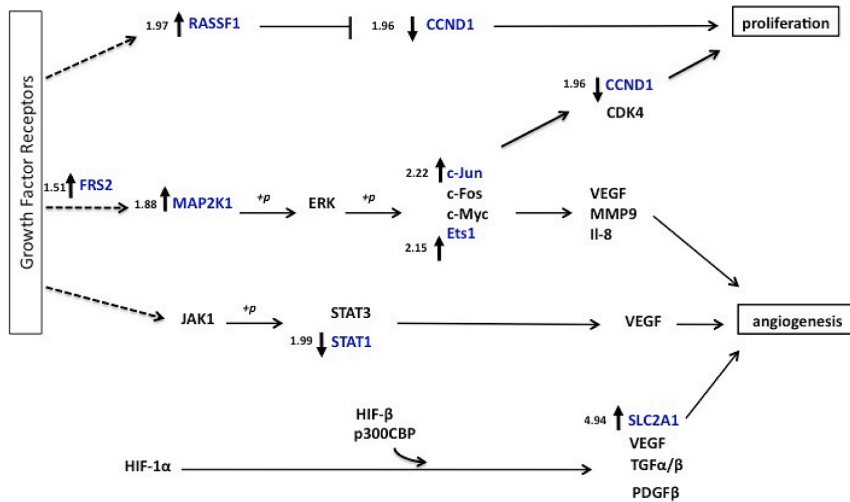 1.97 RASSF1
1.96 CCND1
proliferation
1.96 CCND1
CDK4
Growth Factor Receptors
1.51 FRS2
1.88 MAP2K1
+p
ERK
+p
2.22 c-Jun
c-Fos
c-Myc
Ets1
2.15
VEGF
MMP9
Il-8
JAK1
+p
STAT3
1.99 STAT1
VEGF
angiogenesis
HIF-β
p300CBP
HIF-1α
4.94 SLC2A1
VEGF
TGFα/β
PDGFβ